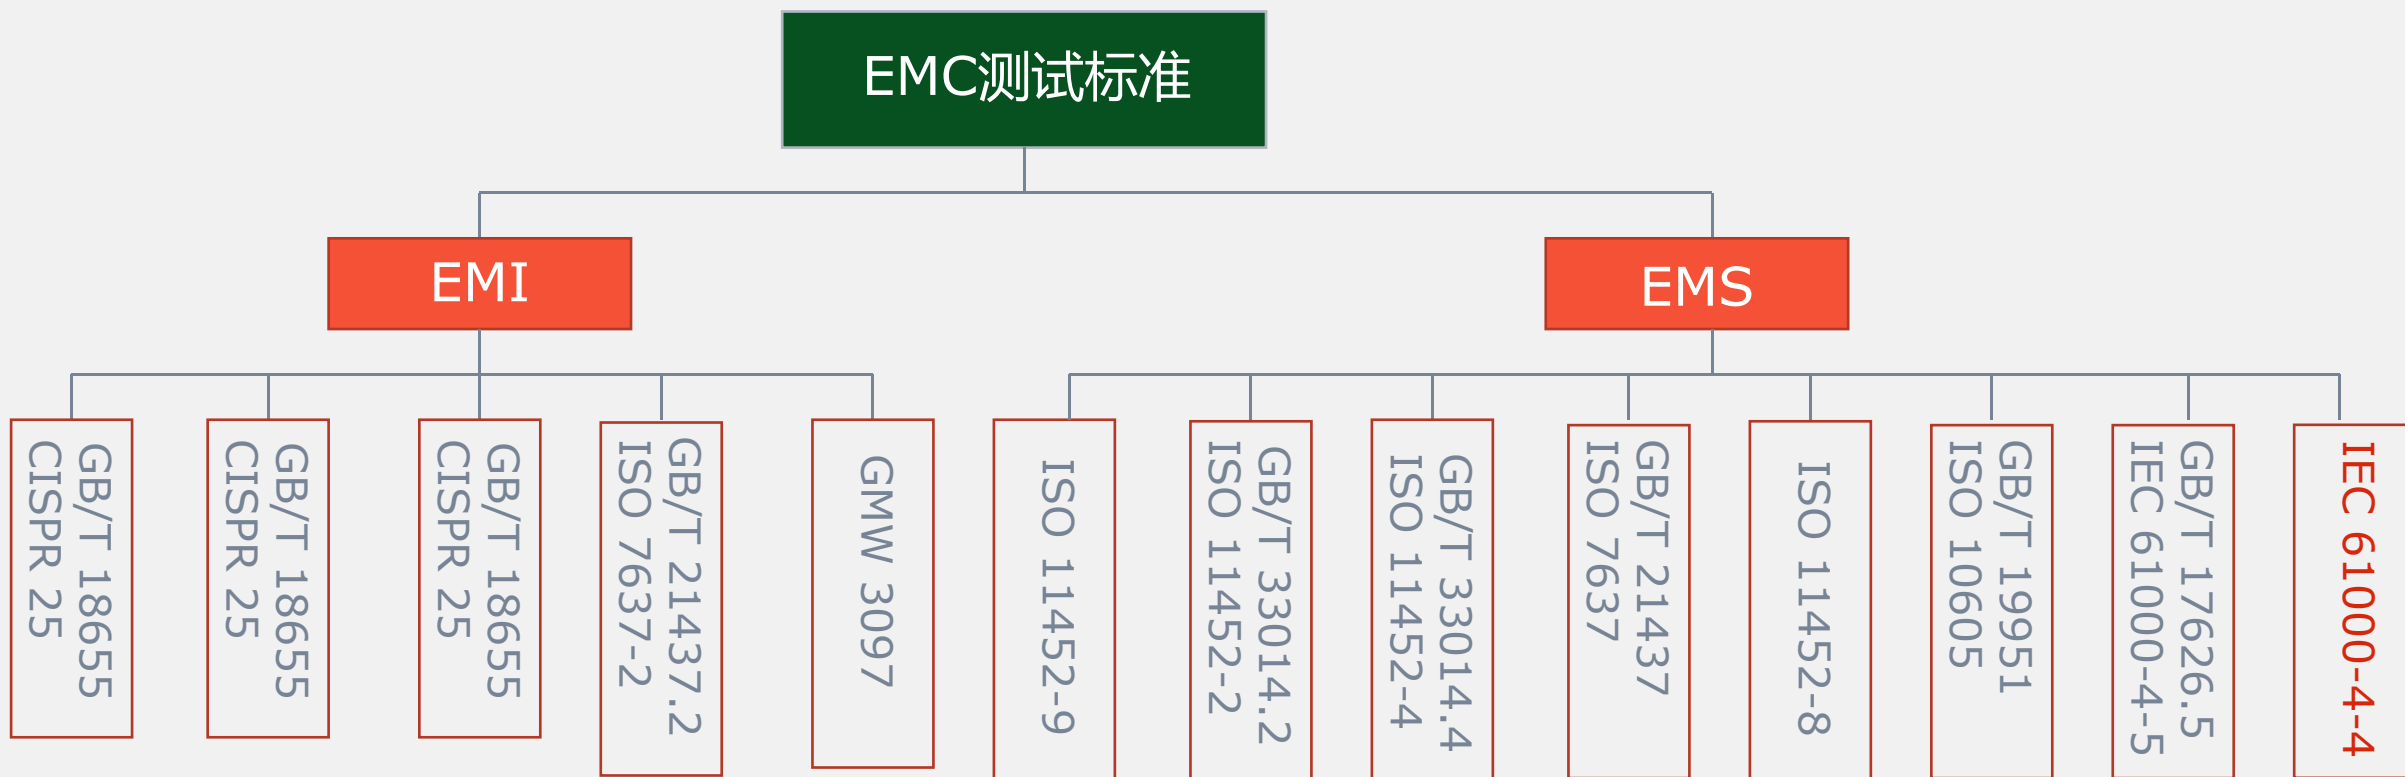 EMC测试标准
EMI
EMS
GB/T 18655
CISPR 25
GB/T 18655
CISPR 25
GB/T 18655
CISPR 25
GB/T 21437.2
ISO 7637-2
GMW 3097
ISO 11452-9
GB/T 33014.2
ISO 11452-2
GB/T 33014.4
ISO 11452-4
GB/T 21437
ISO 7637
ISO 11452-8
GB/T 19951
ISO 10605
GB/T 17626.5
IEC 61000-4-5
IEC 61000-4-4